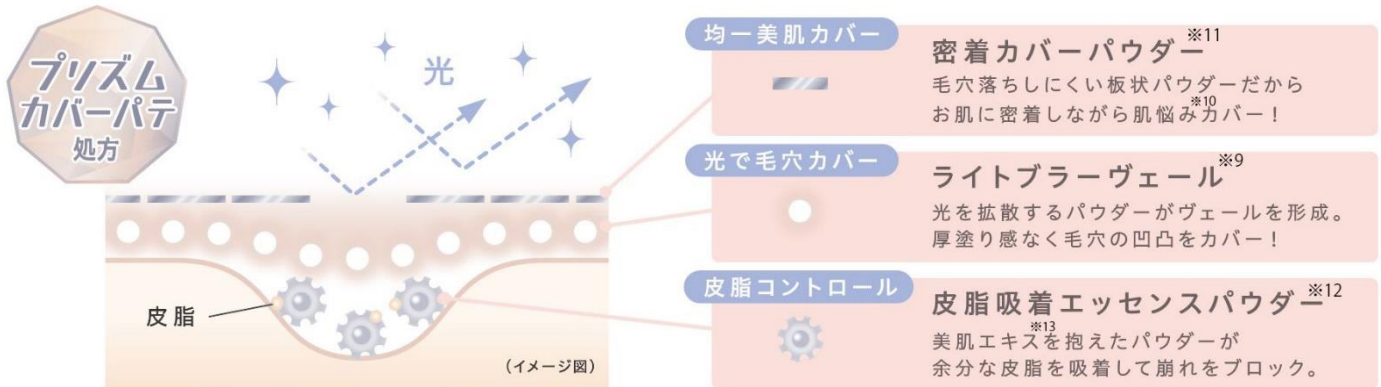 プリズム
カバーパテ
処方
光
皮脂
(イメージ図)
均一美肌カバー
密着カバーパウダー※11
毛穴落ちしにくい板状パウダーだから
お肌に密着しながら肌悩み※10カバー!
光で毛穴カバー
ライトブラーヴェール※9
光を拡散するパウダーがヴェールを形成。
厚塗り感なく毛穴の凹凸をカバー!
皮脂コントロール
皮脂吸着エッセンスパウダー※12
美肌エキス※13を抱えたパウダーが
余分な皮脂を吸着して崩れをブロック。